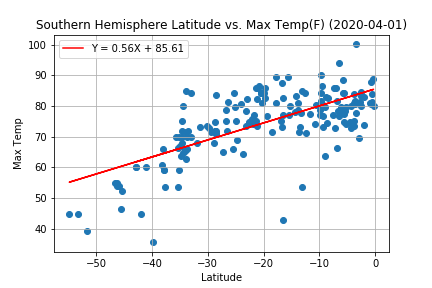 Southern Hemisphere Latitude vs. Max Temp(F) (2020-04-01)
Y = 0.56X + 85.61
100
90
80
70
60
50
40
Max Temp
−50 −40 −30 −20 −10 0
Latitude